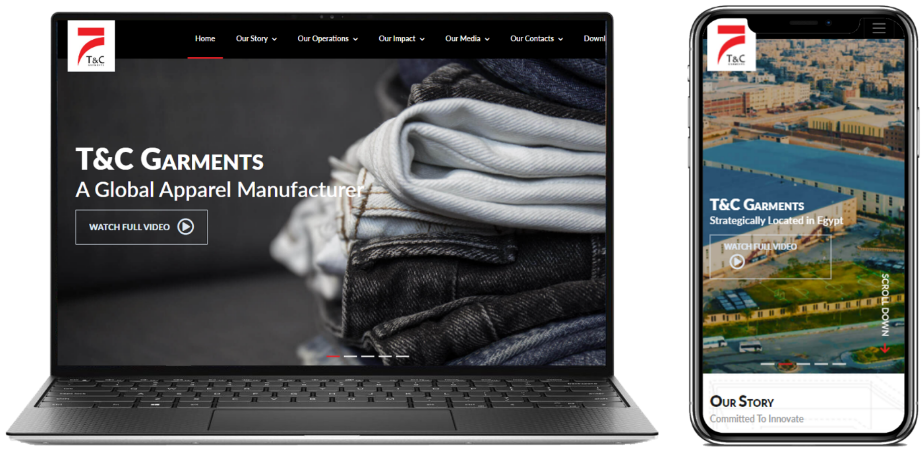 T&C
Home
Our Story
Our Operations
Our Impact
Our Media
Our Contacts
Downl
T&C Garments
A Global Apparel Manufacturer
WATCH FULL VIDEO
T&C
T&C Garments
Strategically Located in Egypt
WATCH FULL VIDEO
SCROLL DOWN
Our Story
Committed To Innovate